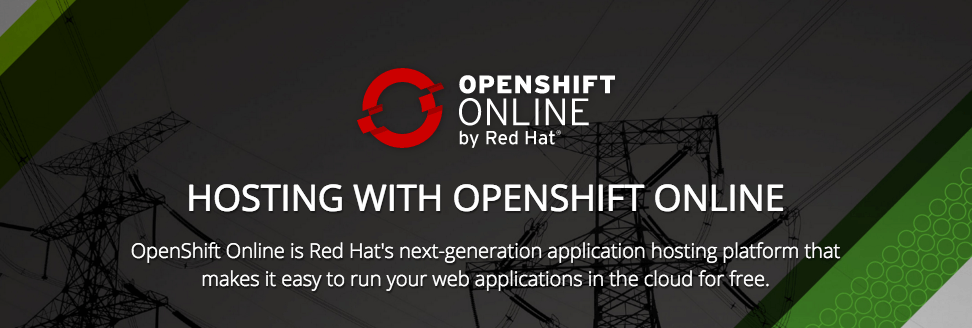 OPENSHIFT
ONLINE
by Red Hat®
HOSTING WITH OPENSHIFT ONLINE
OpenShift Online is Red Hat's next-generation application hosting platform that
makes it easy to run your web applications in the cloud for free.